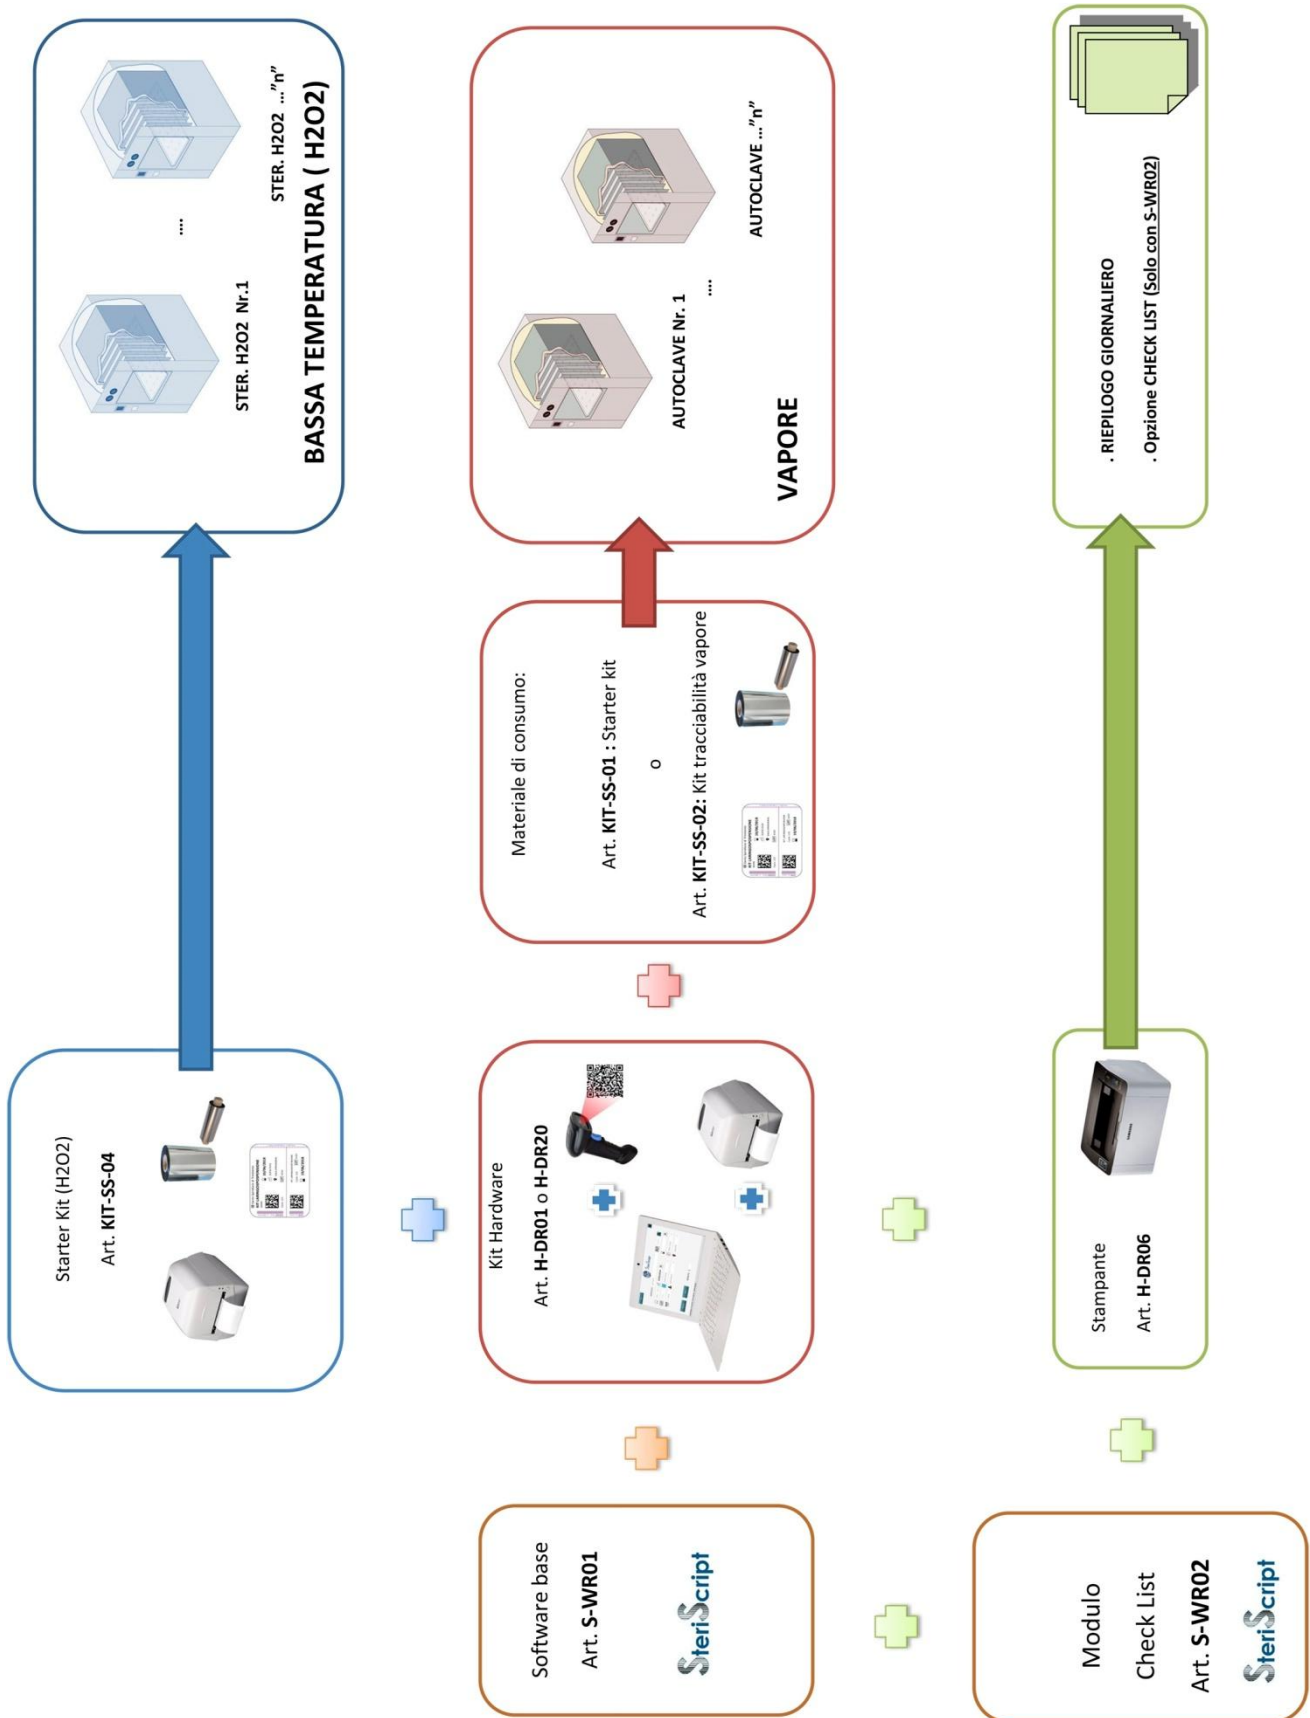 Starter Kit (H2O2)
Art. KIT-SS-04
STER. H2O2 Nr.1
....
STER. H2O2 ..."n"
BASSA TEMPERATURA ( H2O2)
Software base
Art. S-WR01
SteriScript
Kit Hardware
Art. H-DR01 o H-DR20
Materiale di consumo:
Art. KIT-SS-01 : Starter kit
o
Art. KIT-SS-02: Kit tracciabilità vapore
AUTOCLAVE Nr. 1
....
AUTOCLAVE ..."n"
VAPORE
Modulo
Check List
Art. S-WR02
SteriScript
Stampante
Art. H-DR06
. RIEPILOGO GIORNALIERO
. Opzione CHECK LIST (Solo con S-WR02)